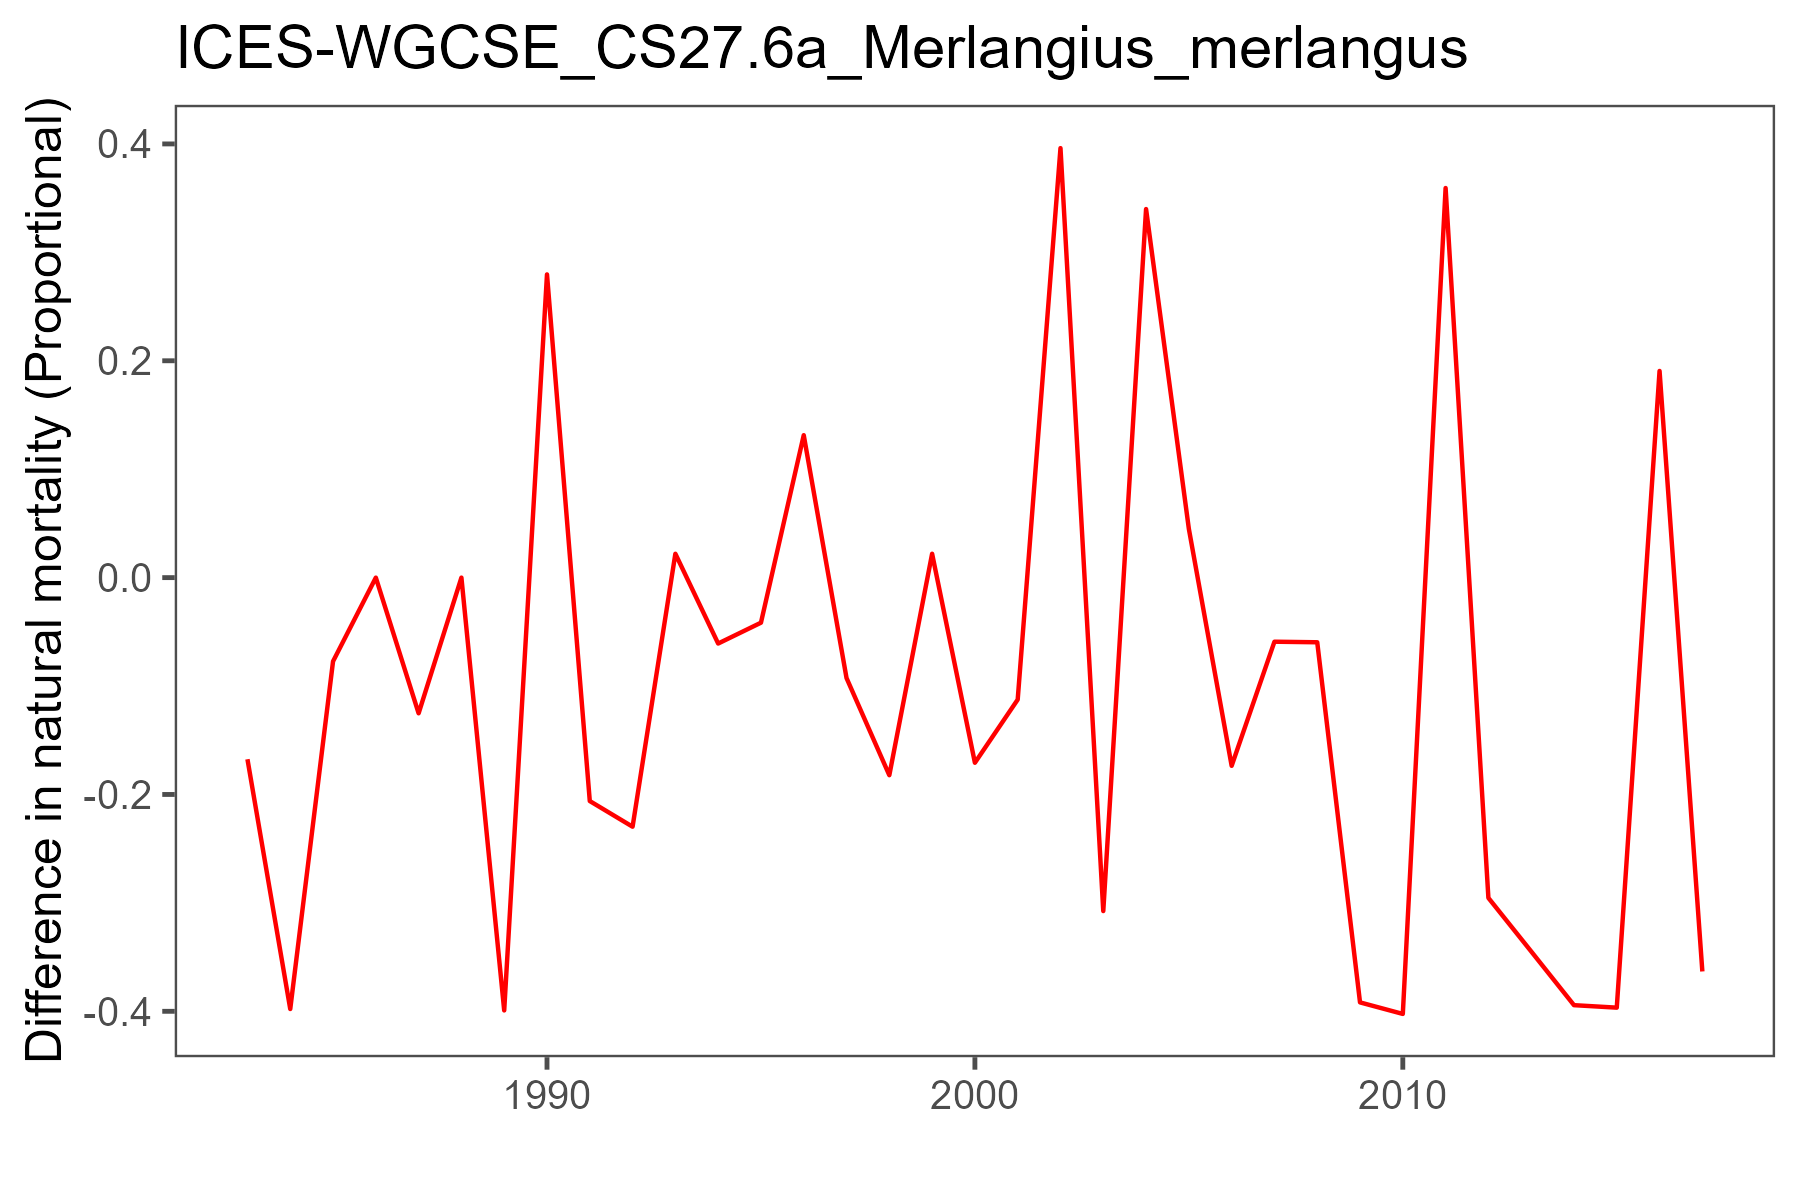 ICES-WGCSE_CS27.6a_Merlangius_merlangus
Difference in natural mortality (Proportional)
0.4
0.2
0.0
-0.2
-0.4
1990 2000 2010